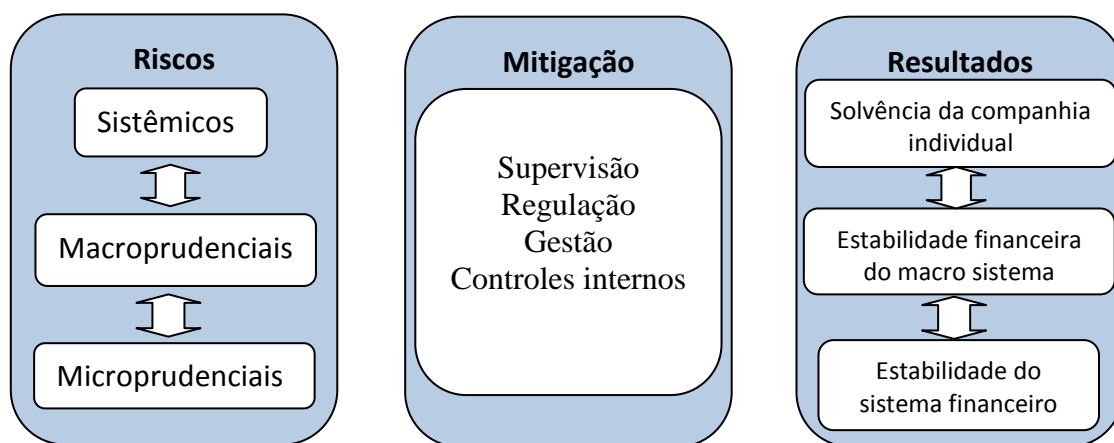 Riscos
Sistêmicos
Macroprudenciais
Microprudenciais
Mitigação
Supervisão
Regulação
Gestão
Controles internos
Resultados
Solvência da companhia
individual
Estabilidade financeira
do macro sistema
Estabilidade do
sistema financeiro